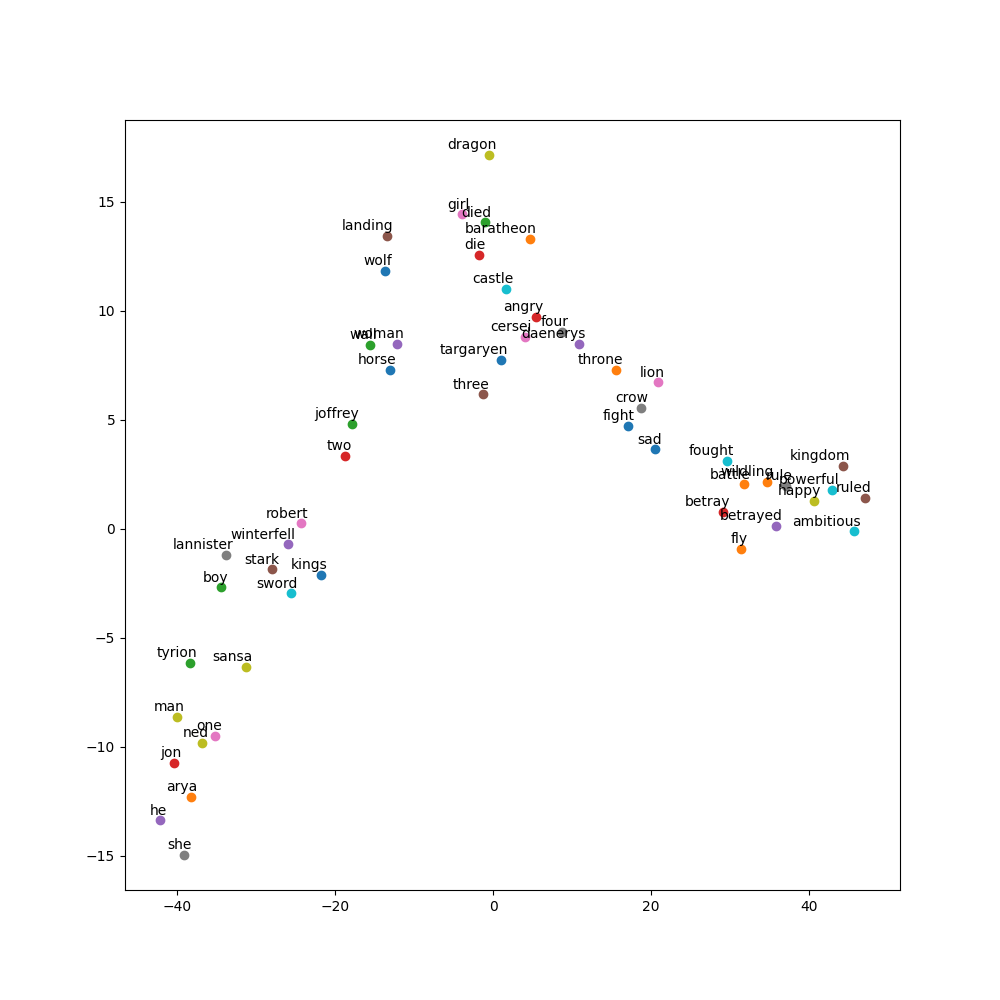 dragon
15
girl
died
landing
baratheon
die
wolf
castle
10
angry
four
cersei
wall
woman
daenerys
targaryen
horse
throne
lion
three
crow
5
joffrey
fight
sad
two
fought
kingdom
wildling
battle
rule
powerful
happy
ruled
betray
betrayed
robert
0
ambitious
winterfell
fly
lannister
stark
kings
boy
sword
−5
tyrion
sansa
man
one
ned
−10
jon
arya
he
she
−15
−40
−20
0
20
40